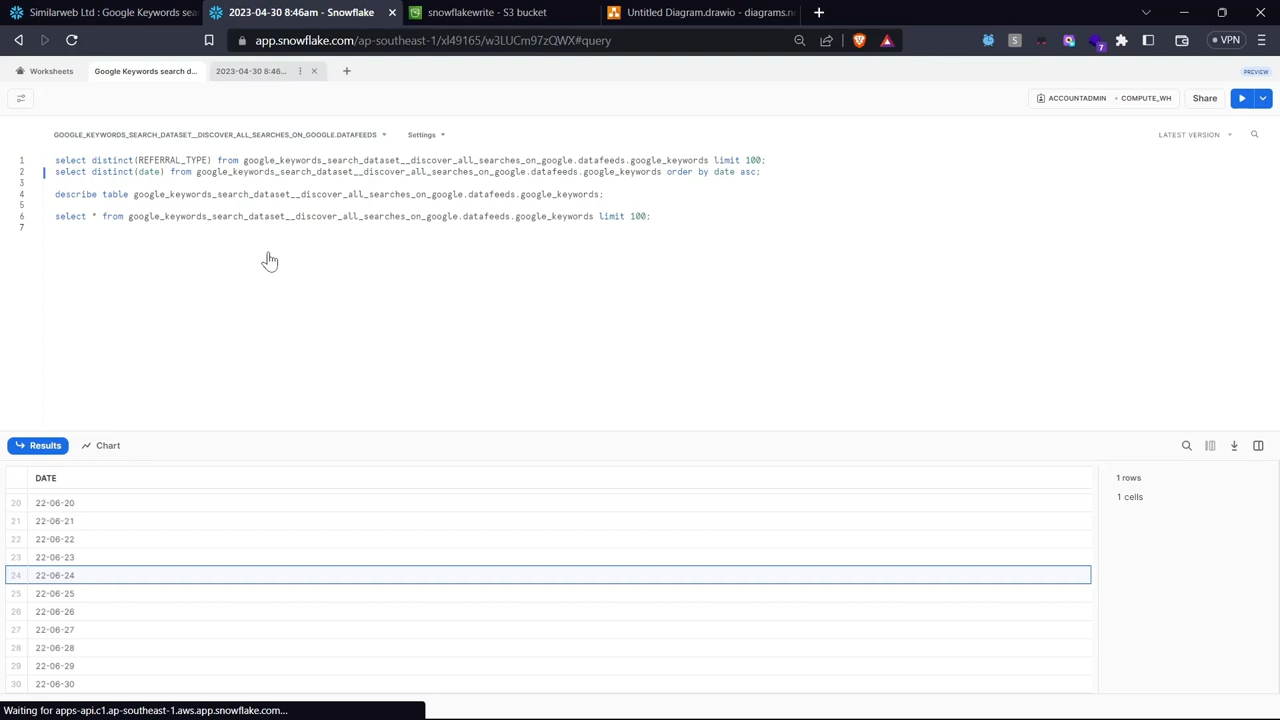 Similarweb Ltd : Google Keywords sea
2023-04-30 8:46am - Snowflake
snowflakewrite - S3 bucket
Untitled Diagram.drawio - diagrams.ne
app.snowflake.com/ap-southeast-1/xl49165/w3LUCm97zQWX#query
S
7
VPN
Worksheets
Google Keywords search d...
2023-04-30 8:46...
PREVIEW
ACCOUNTADMIN
COMPUTE_WH
Share
GOOGLE_KEYWORDS_SEARCH_DATASET__DISCOVER_ALL_SEARCHES_ON_GOOGLE.DATAFEEDS
Settings
LATEST VERSION
1 select distinct(REFERRAL_TYPE) from google_keywords_search_dataset__discover_all_searches_on_google.datafeeds.google_keywords limit 100;
2 select distinct(date) from google_keywords_search_dataset__discover_all_searches_on_google.datafeeds.google_keywords order by date asc;
3
4 describe table google_keywords_search_dataset__discover_all_searches_on_google.datafeeds.google_keywords;
5
6 select * from google_keywords_search_dataset__discover_all_searches_on_google.datafeeds.google_keywords limit 100;
7
Results
Chart
DATE
20 22-06-20
21 22-06-21
22 22-06-22
23 22-06-23
24 22-06-24
25 22-06-25
26 22-06-26
27 22-06-27
28 22-06-28
29 22-06-29
30 22-06-30
1 rows
1 cells
Waiting for apps-api.c1.ap-southeast-1.aws.app.snowflake.com...